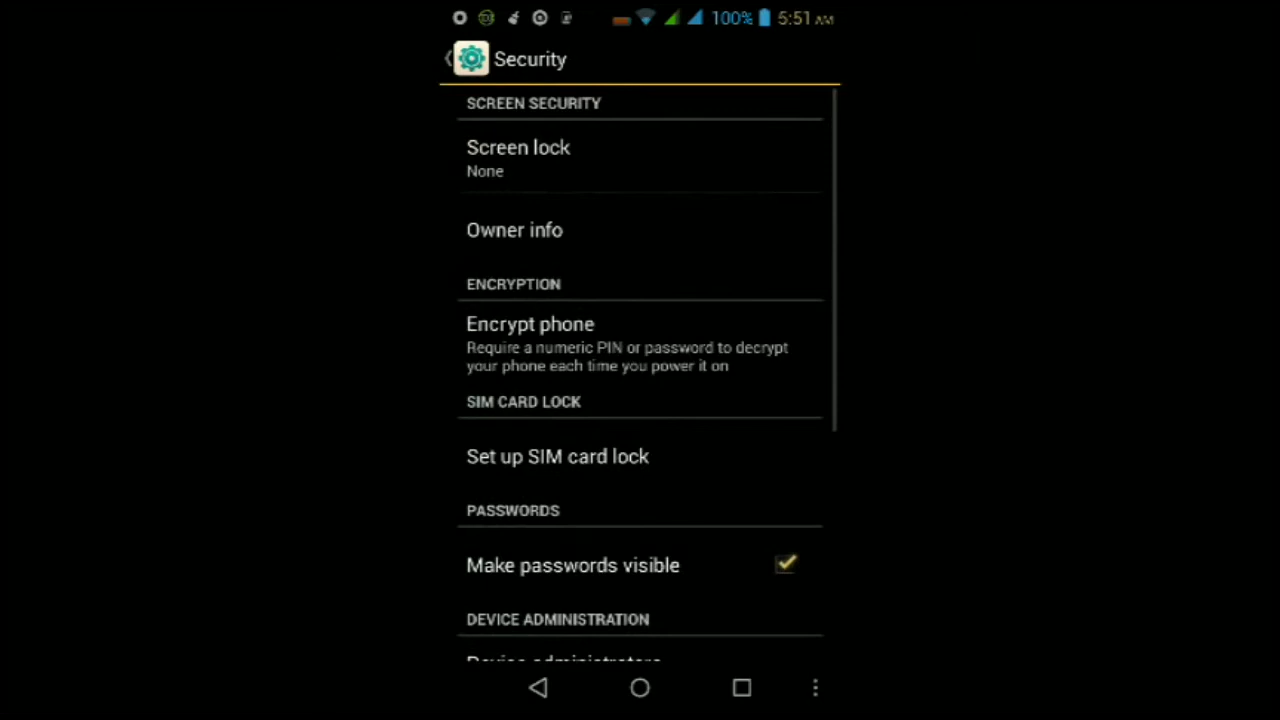 100% 5:51 AM
Security
SCREEN SECURITY
Screen lock
None
Owner info
ENCRYPTION
Encrypt phone
Require a numeric PIN or password to decrypt
your phone each time you power it on
SIM CARD LOCK
Set up SIM card lock
PASSWORDS
Make passwords visible
DEVICE ADMINISTRATION
Device administrators